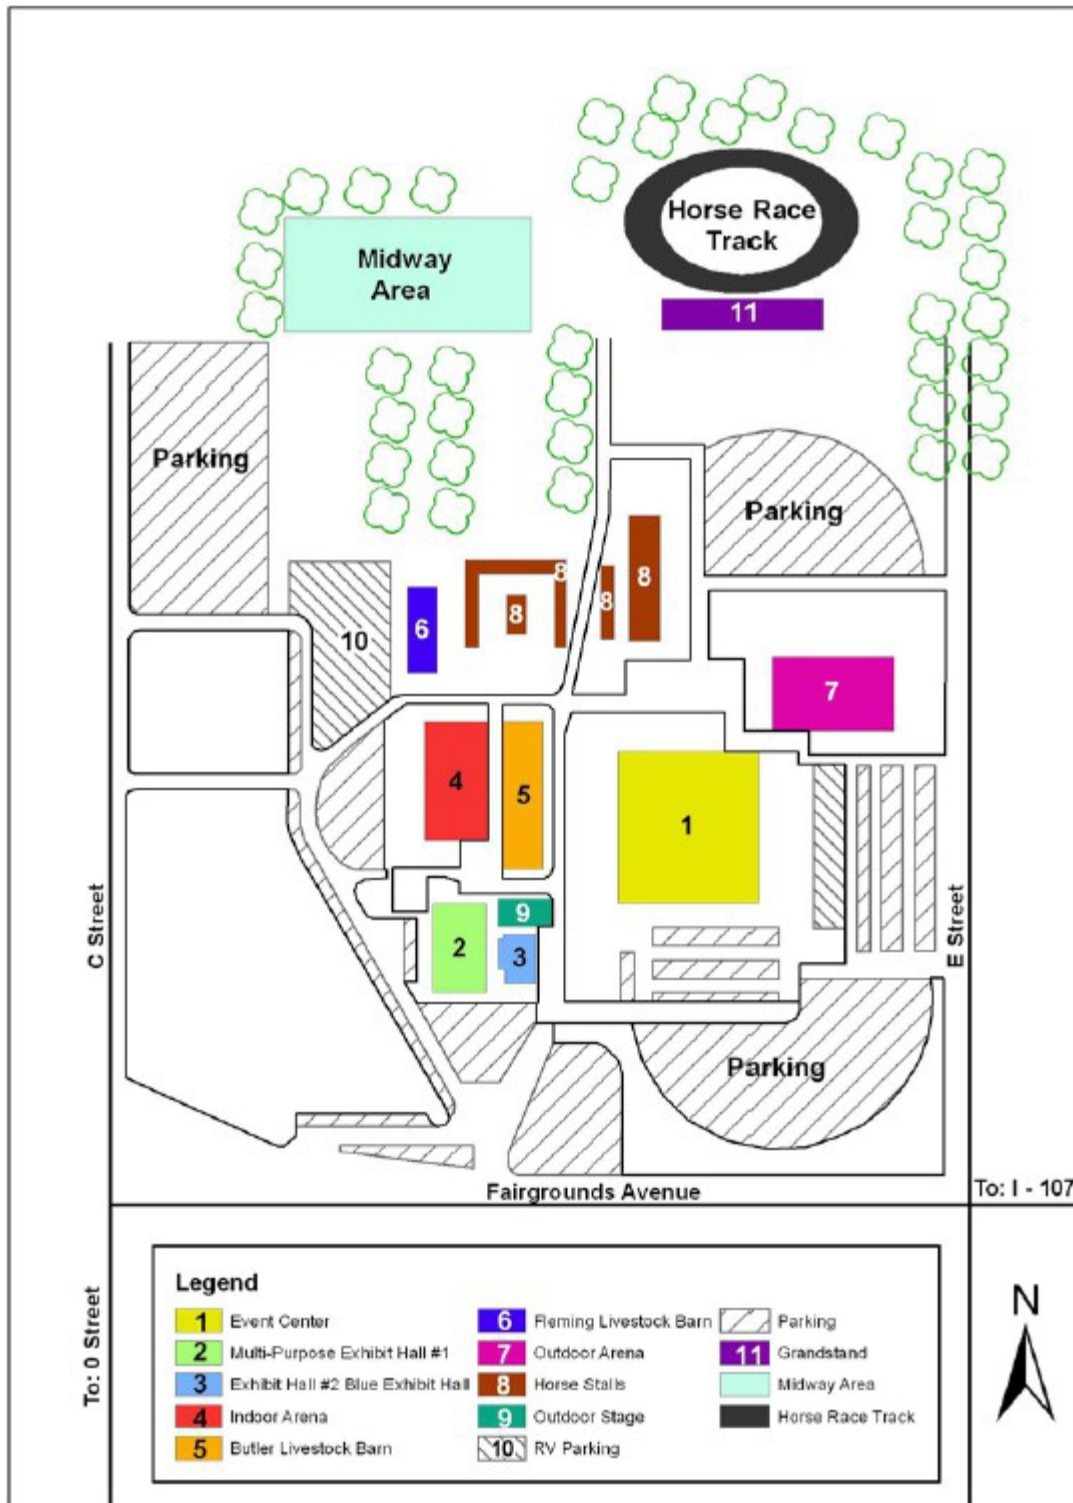 Horse Race
Track
Midway
Area
11
Parking
Parking
8
8
8
8
6
10
7
4
5
1
9
2
3
C Street
E Street
Parking
Fairgrounds Avenue
To: I - 107
To: 0 Street
Legend
1 Event Center
2 Multi-Purpose Exhibit Hall #1
3 Exhibit Hall #2 Blue Exhibit Hall
4 Indoor Arena
5 Butler Livestock Barn
6 Fleming Livestock Barn
7 Outdoor Arena
8 Horse Stalls
9 Outdoor Stage
10 RV Parking
Parking
11 Grandstand
Midway Area
Horse Race Track
N